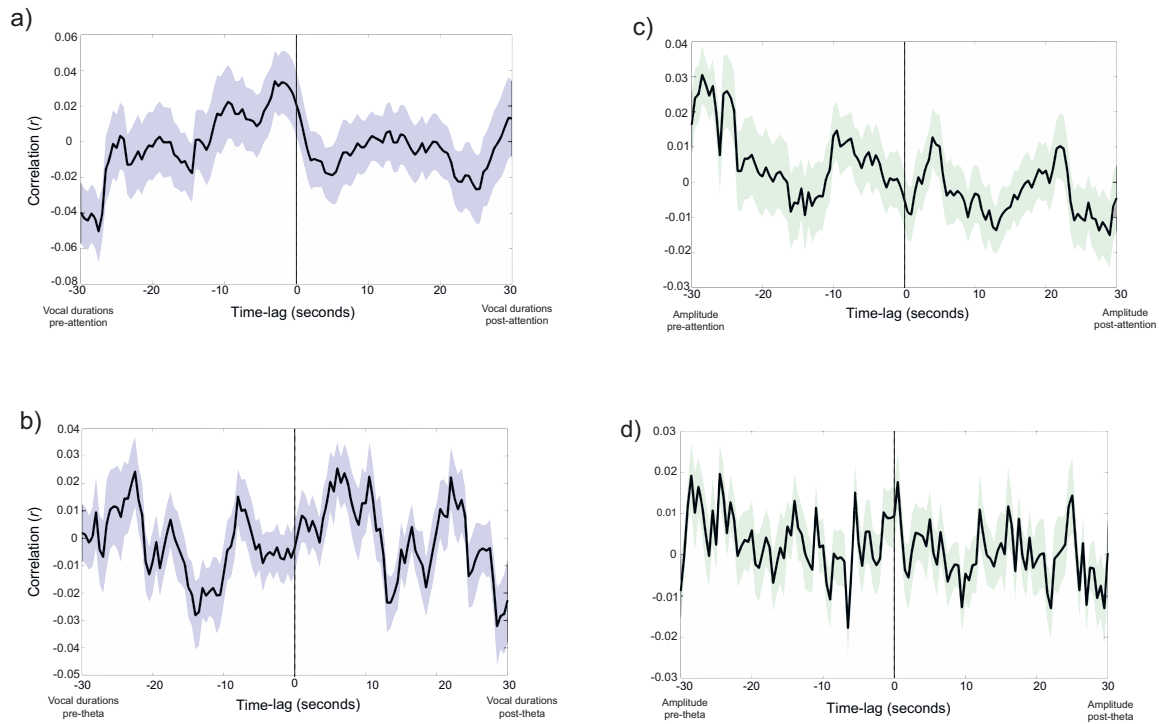 a)
0.06
0.04
0.02
0
-0.02
-0.04
-0.06
-0.08
Correlation (r)
-30 -20 -10 0 10 20 30
Vocal durations
pre-attention
Time-lag (seconds)
Vocal durations
post-attention
c)
0.04
0.03
0.02
0.01
0
-0.01
-0.02
-0.03
-30 -20 -10 0 10 20 30
Amplitude
pre-attention
Time-lag (seconds)
Amplitude
post-attention
b)
0.04
0.03
0.02
0.01
0
-0.01
-0.02
-0.03
-0.04
-0.05
Correlation (r)
-30 -20 -10 0 10 20 30
Vocal durations
pre-theta
Time-lag (seconds)
Vocal durations
post-theta
d)
0.03
0.02
0.01
0
-0.01
-0.02
-0.03
-30 -20 -10 0 10 20 30
Amplitude
pre-theta
Time-lag (seconds)
Amplitude
post-theta